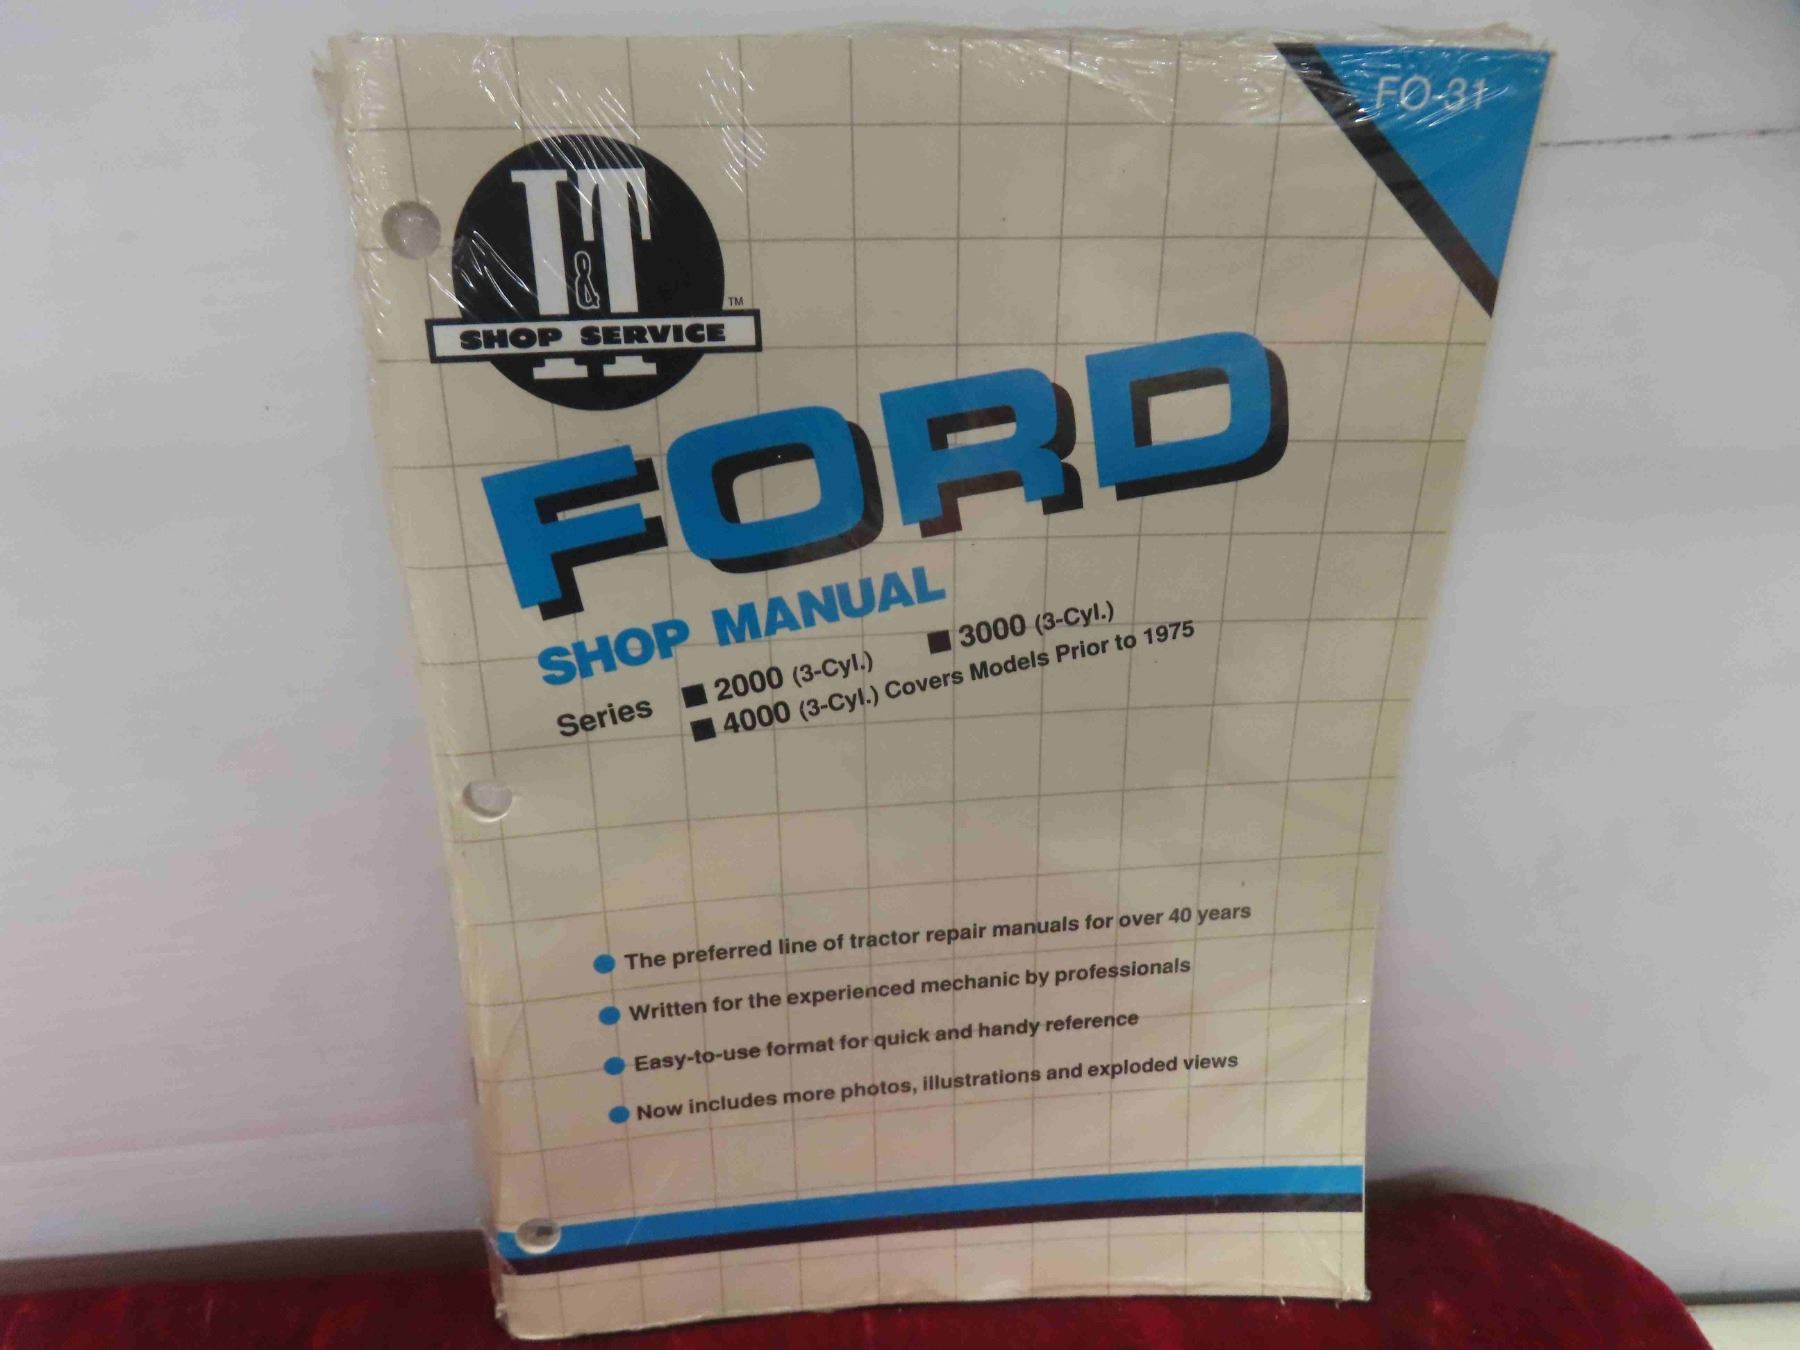 FO-31
I&T
™
SHOP SERVICE
FORD
SHOP MANUAL
Series ■ 2000 (3-Cyl.) ■ 3000 (3-Cyl.)
■ 4000 (3-Cyl.) Covers Models Prior to 1975
● The preferred line of tractor repair manuals for over 40 years
● Written for the experienced mechanic by professionals
● Easy-to-use format for quick and handy reference
● Now includes more photos, illustrations and exploded views